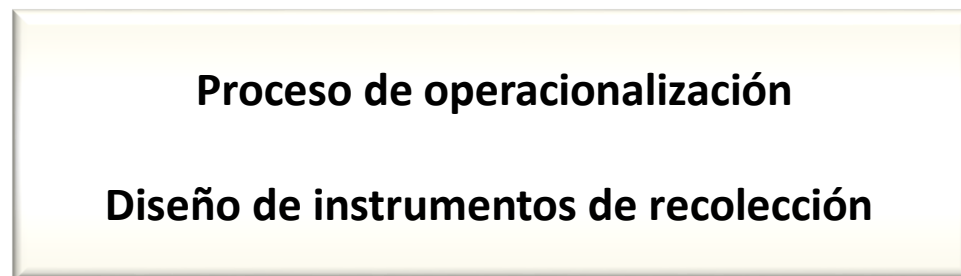 Proceso de operacionalización
Diseño de instrumentos de recolección